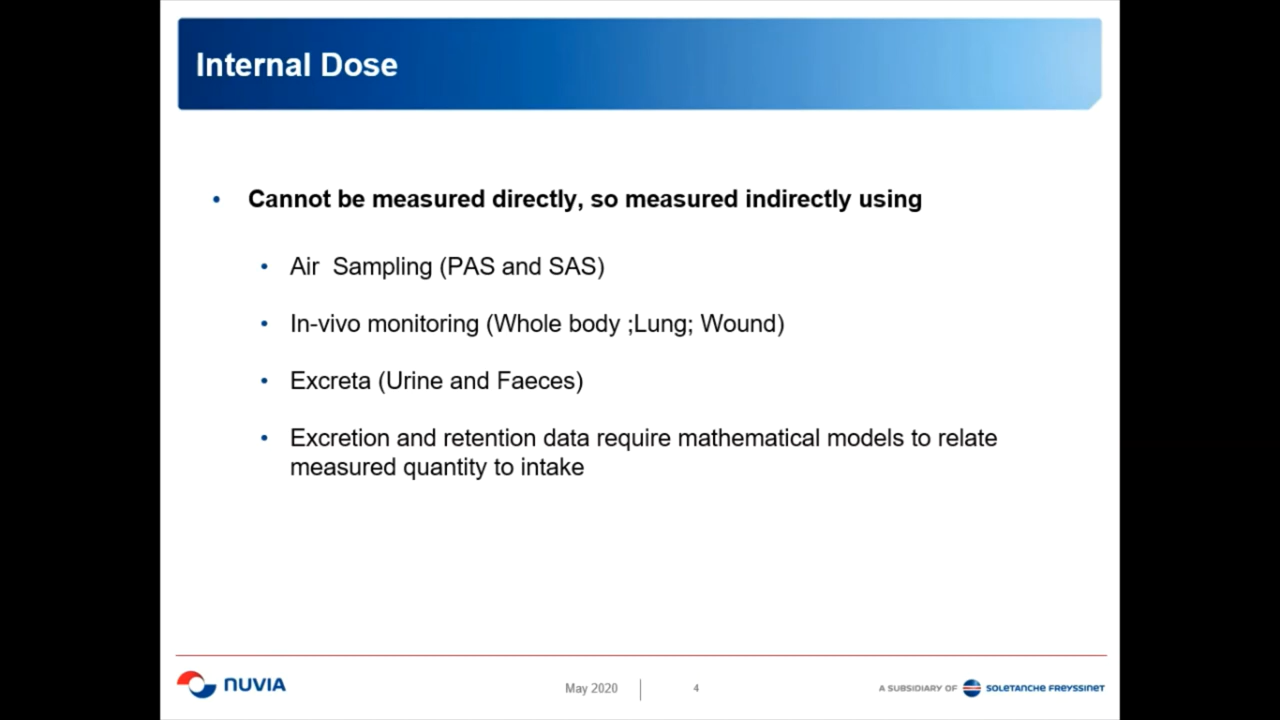 Internal Dose
• Cannot be measured directly, so measured indirectly using
• Air  Sampling (PAS and SAS)
• In-vivo monitoring (Whole body ;Lung; Wound)
• Excreta (Urine and Faeces)
• Excretion and retention data require mathematical models to relate
measured quantity to intake
NUVIA
May 2020
4
A SUBSIDIARY OF SOLETANCHE FREYSSINET